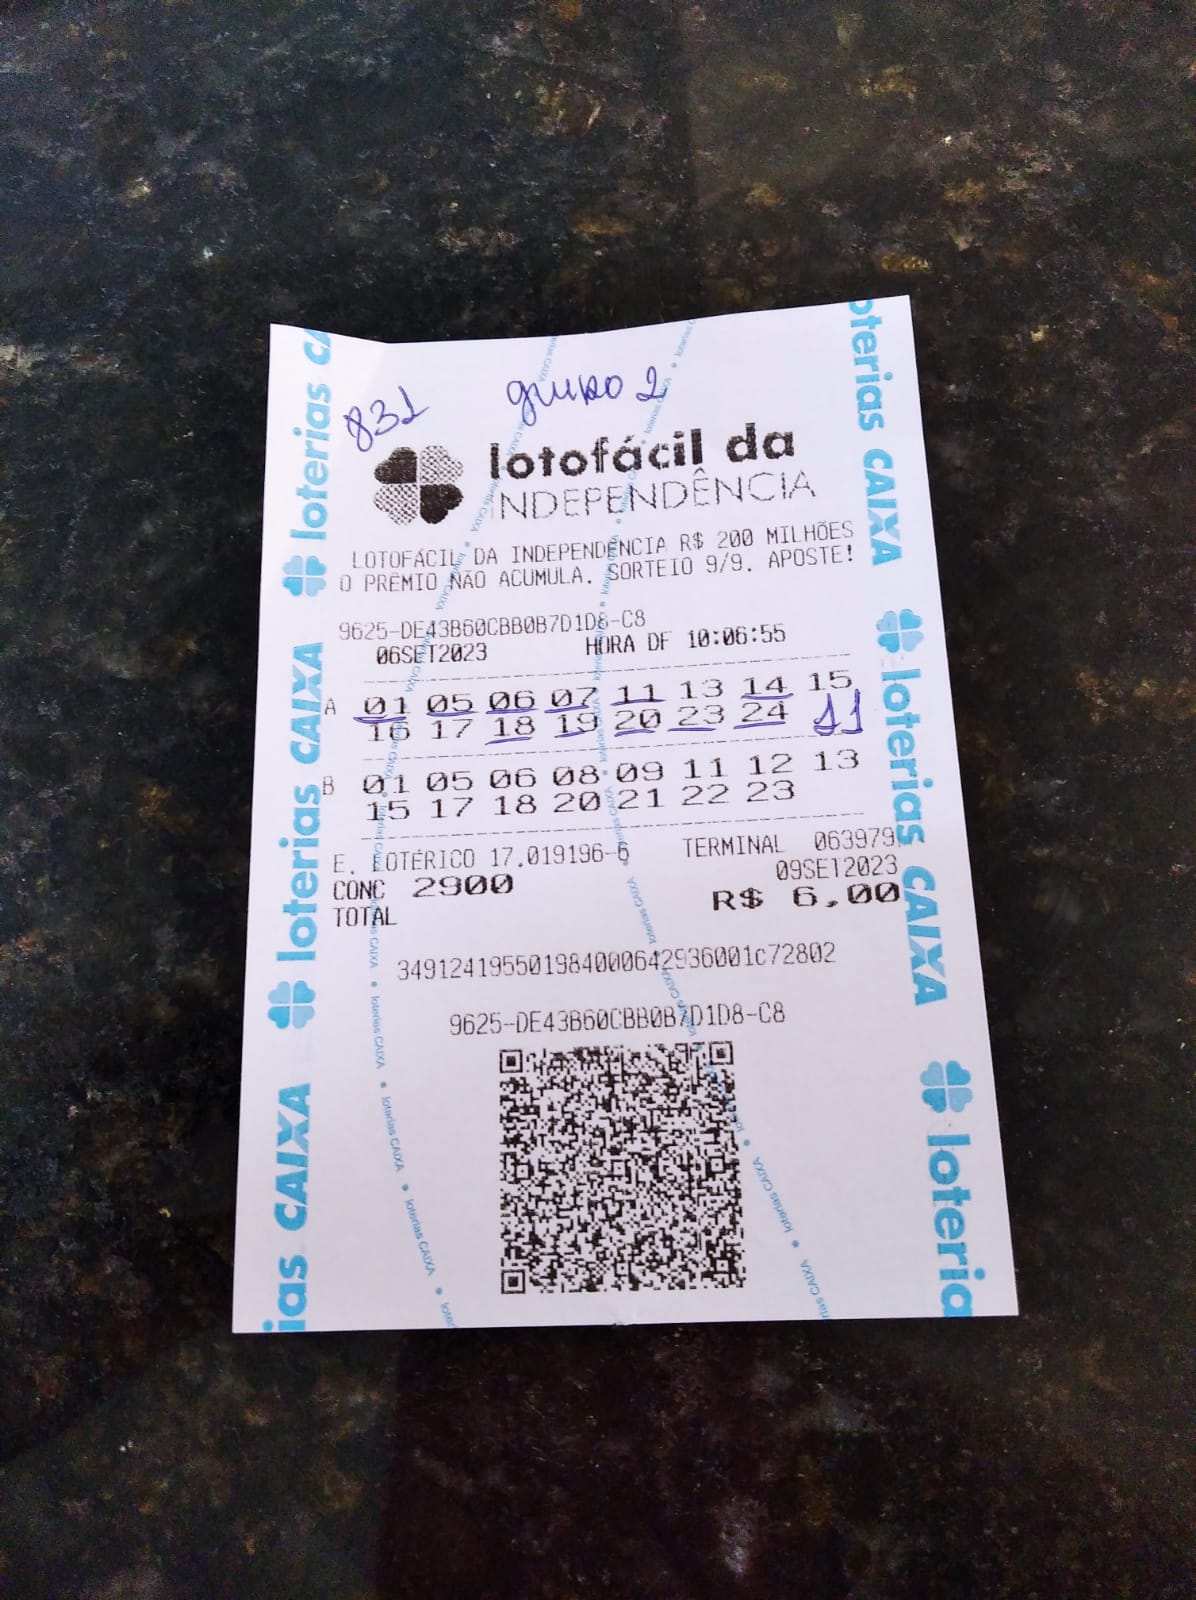 831 grupo 2
lotofácil da
INDEPENDÊNCIA
LOTOFÁCIL DA INDEPENDÊNCIA R$ 200 MILHÕES
O PRÊMIO NÃO ACUMULA. SORTEIO 9/9. APOSTE!
9625-DE43B60CBB0B7D1D8-C8
06SET2023 HORA DF 10:06:55
A 01 05 06 07 11 13 14 15
16 17 18 19 20 23 24 11
B 01 05 06 08 09 11 12 13
15 17 18 20 21 22 23
E. LOTÉRICO 17.019196-6 TERMINAL 063979
09SET2023
CONC 2900
TOTAL R$ 6,00
349124195501984000642936001c72802
9625-DE43B60CBB0B7D1D8-C8
loterias CAIXA
loterias CAIXA
loterias CAIXA
loterias CAIXA